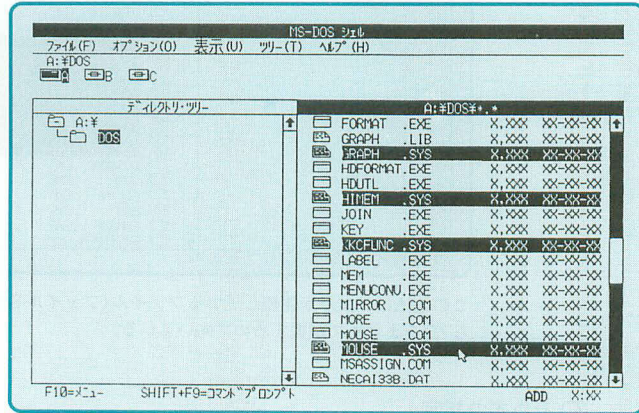 MS-DOS シェル
ファイル(F) オプション(O) 表示(U) ツリー(T) ヘルプ(H)
A:¥DOS
A B C
ディレクトリ・ツリー
A:¥
DOS
A:¥DOS¥*.*
FORMAT .EXE X,XXX XX-XX-XX
GRAPH .LIB X,XXX XX-XX-XX
GRAPH .SYS X,XXX XX-XX-XX
HDFORMAT.EXE X,XXX XX-XX-XX
HDUTL .EXE X,XXX XX-XX-XX
HIMEM .SYS X,XXX XX-XX-XX
JOIN .EXE X,XXX XX-XX-XX
KEY .EXE X,XXX XX-XX-XX
KKCFUNC .SYS X,XXX XX-XX-XX
LABEL .EXE X,XXX XX-XX-XX
MEM .EXE X,XXX XX-XX-XX
MENUCONV.EXE X,XXX XX-XX-XX
MIRROR .COM X,XXX XX-XX-XX
MORE .COM X,XXX XX-XX-XX
MOUSE .COM X,XXX XX-XX-XX
MOUSE .SYS X,XXX XX-XX-XX
MSASSIGN.COM X,XXX XX-XX-XX
NECAI33B.DAT X,XXX XX-XX-XX
F10=メニュー SHIFT+F9=コマンドプロンプト ADD X:XX